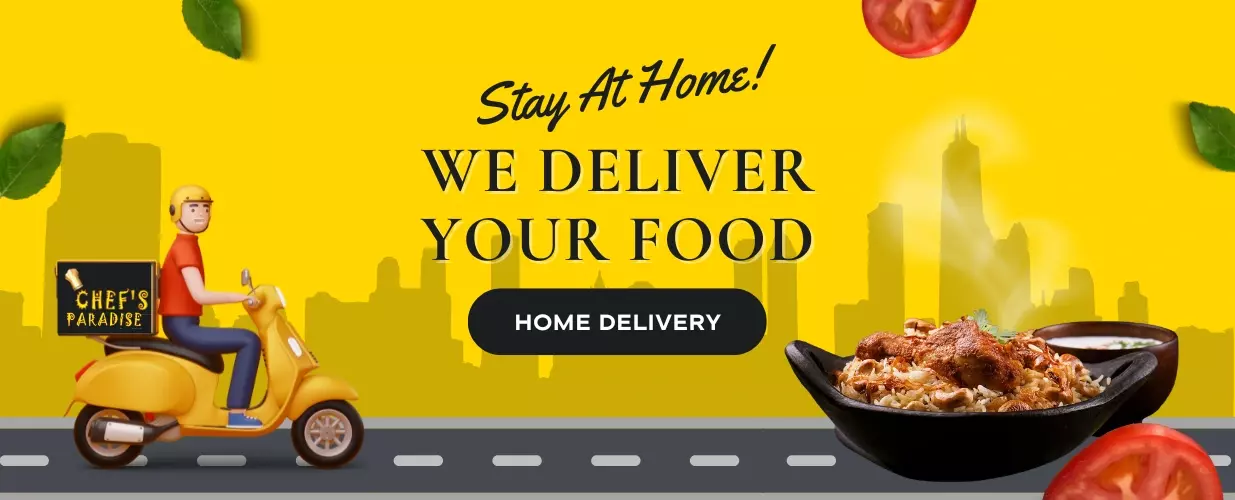 Stay At Home!
WE DELIVER
YOUR FOOD
HOME DELIVERY
CHEF'S
PARADISE